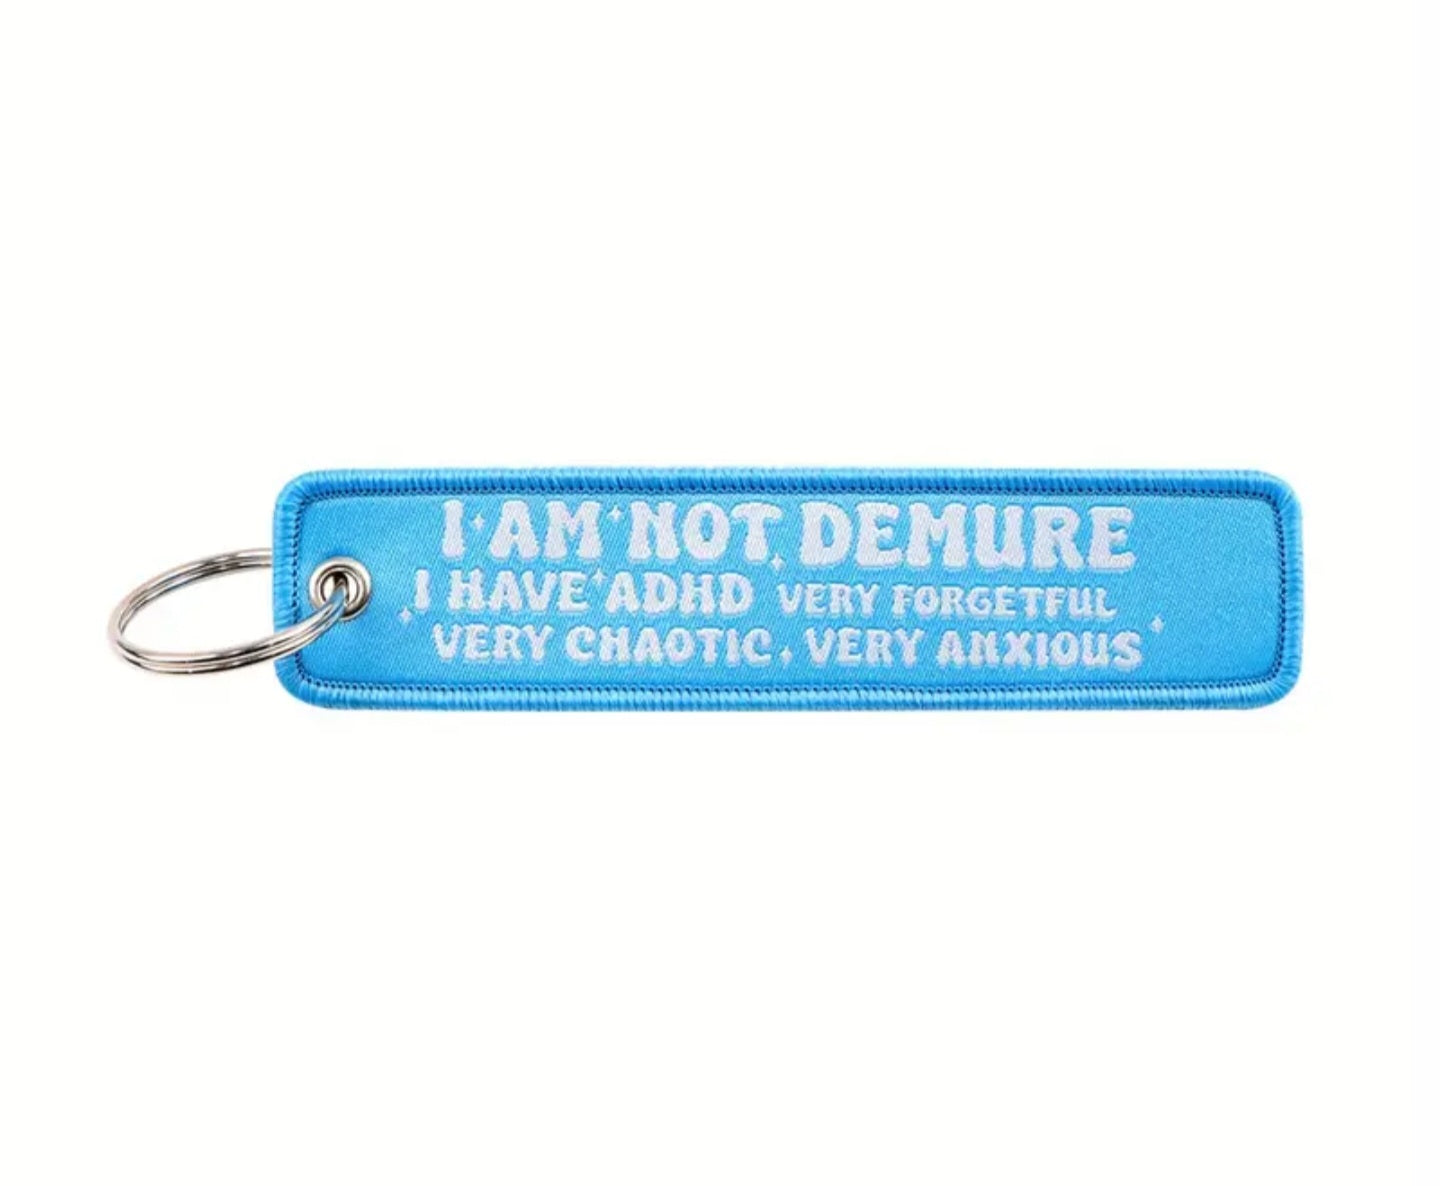 I AM NOT DEMURE
I HAVE ADHD VERY FORGETFUL
VERY CHAOTIC VERY ANXIOUS